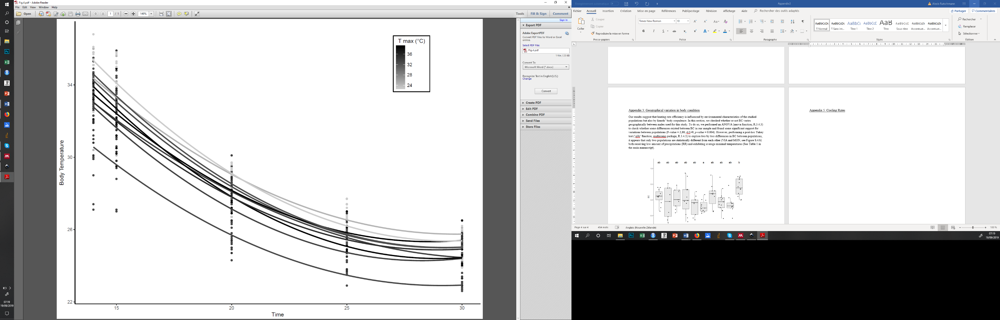 Fig.4.pdf - Adobe Reader
File Edit View Window Help
Open 1 / 1 149% Tools Fill & Sign Comment
Sign In
Export PDF
Adobe ExportPDF
Convert PDF files to Word or Excel
online.
Select PDF File:
Fig.4.pdf
1 file / 23 KB
Convert To:
Microsoft Word (*.docx)
Recognize Text in English(U.S.)
Change
Convert
Create PDF
Edit PDF
Combine PDF
Send Files
Store Files
T max (°C)
36
32
28
24
34
30
26
22
Body Temperature
15 20 25 30
Time
07:19
19/09/2019
Enregistrement automatique Appendix3 Alexis Rutschmann
Fichier Accueil Insertion Création Mise en page Références Publipostage Révision Affichage Aide Rechercher des outils adaptés Partager Commentaires
Coller
Couper
Copier
Reproduire la mise en forme
Presse-papiers
Times New Roman 10
G I S
Police
Paragraphe
AaBbCcDc AaBbCcDc AaBbCc AaBbCcC AaB AaBbCcC AaBbCcDc AaBbCcDc
¶ Normal ¶ Sans int... Titre 1 Titre 2 Titre Sous-titre Accentuat... Accentuat...
Styles
Rechercher
Remplacer
Sélectionner
Édition
Appendix 3: Geographical variation in body condition
Our results suggest that heating rate efficiency is influenced by environmental characteristics of the studied
populations but also by lizards' body corpulence. In this section, we checked whether or not BC varies
geographically between males used for this study. To do so, we performed an ANOVA (anova function; R.3.4.3)
to check whether some differences existed between BC in our sample and found some significant support for
variations between populations (F-value = 2,88; d.f.=9, p-value = 0.004). However, performing a post-hoc Tukey
test ('glht' function, multicomp package, R.3.4.3) to explore two by two differences in BC between populations,
it appears that only two populations are statistically different from each other (VIA and MON, see Figure S.4.b)
both receiving low amount of precipitations (RR) and exhibiting average minimal temperatures (See Table 1 in
the main manuscript).
ab ab ab ab ab a ab ab ab b
BC
Appendix 5: Cooling Rates
Page 4 sur 4 454 mots Anglais (Nouvelle-Zélande) 100 %
07:19
19/09/2019